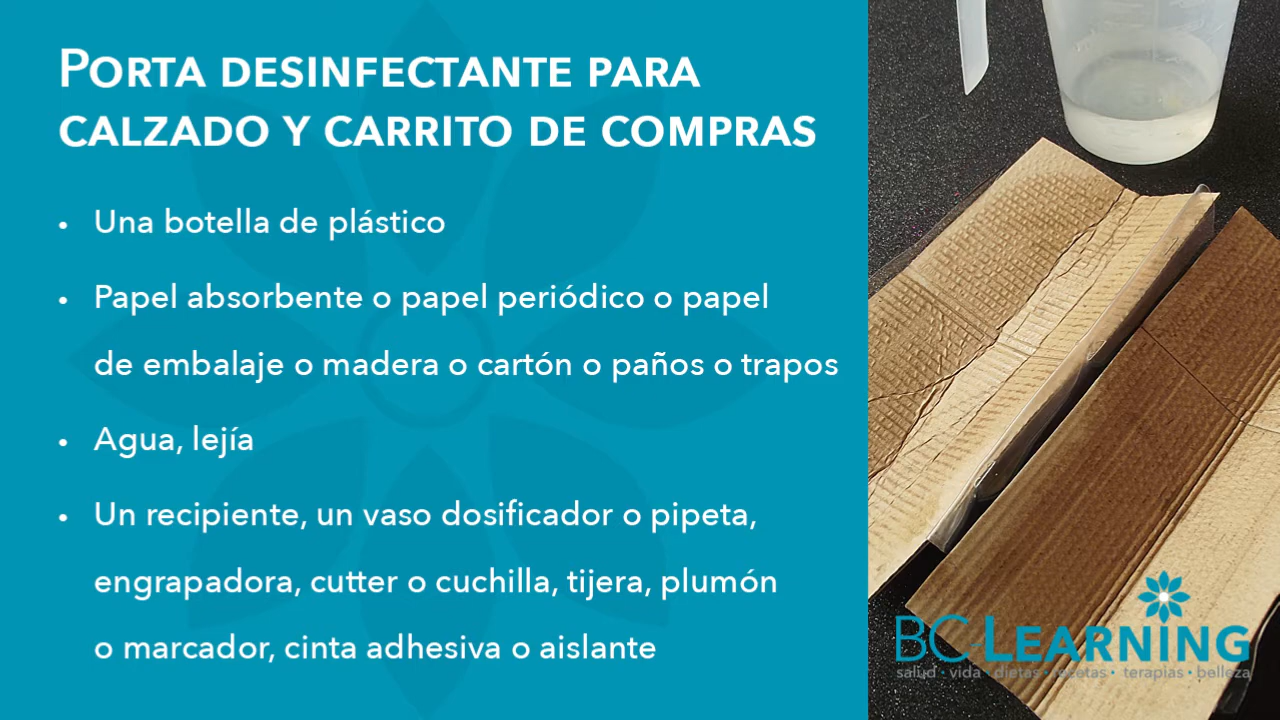 Porta desinfectante para
calzado y carrito de compras
• Una botella de plástico
• Papel absorbente o papel periódico o papel
de embalaje o madera o cartón o paños o trapos
• Agua, lejía
• Un recipiente, un vaso dosificador o pipeta,
engrapadora, cutter o cuchilla, tijera, plumón
o marcador, cinta adhesiva o aislante
BC Learning
salud · vida · dietas · recetas · terapias · belleza